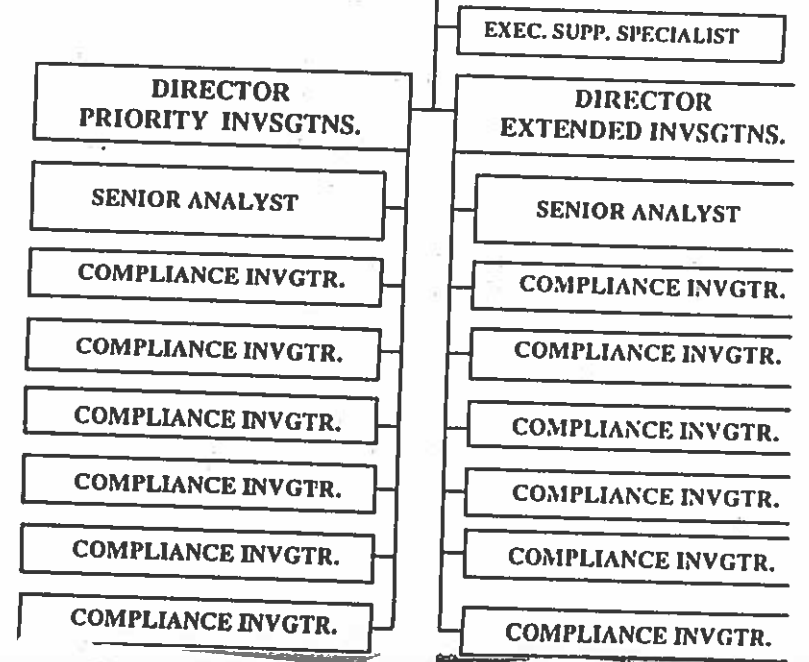 EXEC. SUPP. SPECIALIST
DIRECTOR
PRIORITY INVSGTNS.
SENIOR ANALYST
COMPLIANCE INVGTR.
COMPLIANCE INVGTR.
COMPLIANCE INVGTR.
COMPLIANCE INVGTR.
COMPLIANCE INVGTR.
COMPLIANCE INVGTR.
DIRECTOR
EXTENDED INVSGTNS.
SENIOR ANALYST
COMPLIANCE INVGTR.
COMPLIANCE INVGTR.
COMPLIANCE INVGTR.
COMPLIANCE INVGTR.
COMPLIANCE INVGTR.
COMPLIANCE INVGTR.